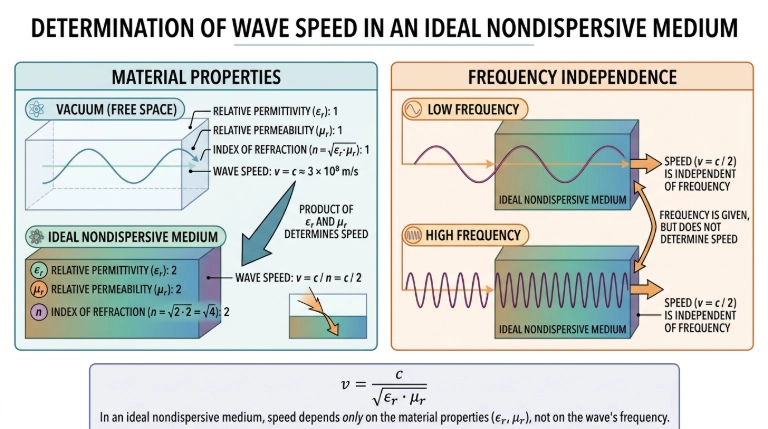 DETERMINATION OF WAVE SPEED IN AN IDEAL NONDISPERSIVE MEDIUM
MATERIAL PROPERTIES
VACUUM (FREE SPACE)
RELATIVE PERMITTIVITY (ϵᵣ): 1
RELATIVE PERMEABILITY (μᵣ): 1
INDEX OF REFRACTION (n = √ϵᵣ·μᵣ): 1
WAVE SPEED: v = c ≈ 3 × 10⁸ m/s
PRODUCT OF
ϵᵣ AND μᵣ
DETERMINES SPEED
IDEAL NONDISPERSIVE MEDIUM
ϵᵣ RELATIVE PERMITTIVITY (ϵᵣ): 2
μᵣ RELATIVE PERMEABILITY (μᵣ): 2
n INDEX OF REFRACTION (n = √2·2 = √4): 2
WAVE SPEED: v = c/n = c/2
FREQUENCY INDEPENDENCE
LOW FREQUENCY
IDEAL NONDISPERSIVE MEDIUM
SPEED (v = c/2)
IS INDEPENDENT
OF FREQUENCY
FREQUENCY IS GIVEN,
BUT DOES NOT
DETERMINE SPEED
HIGH FREQUENCY
IDEAL NONDISPERSIVE MEDIUM
SPEED (v = c/2)
IS INDEPENDENT
OF FREQUENCY
v = c / √ϵᵣ · μᵣ
In an ideal nondispersive medium, speed depends only on the material properties (ϵᵣ, μᵣ), not on the wave's frequency.